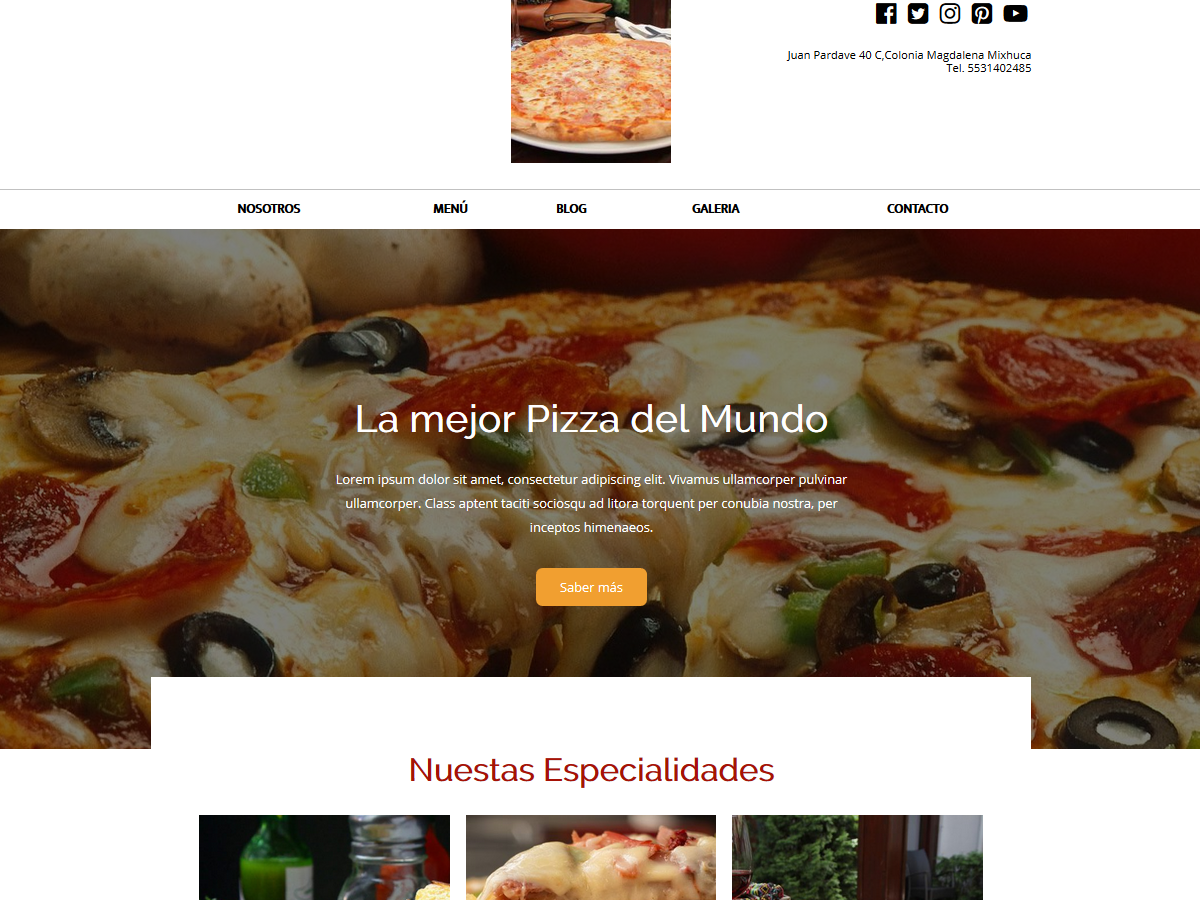 Juan Pardave 40 C,Colonia Magdalena Mixhuca
Tel. 5531402485
NOSOTROS
MENÚ
BLOG
GALERIA
CONTACTO
La mejor Pizza del Mundo
Lorem ipsum dolor sit amet, consectetur adipiscing elit. Vivamus ullamcorper pulvinar
ullamcorper. Class aptent taciti sociosqu ad litora torquent per conubia nostra, per
inceptos himenaeos.
Saber más
Nuestas Especialidades